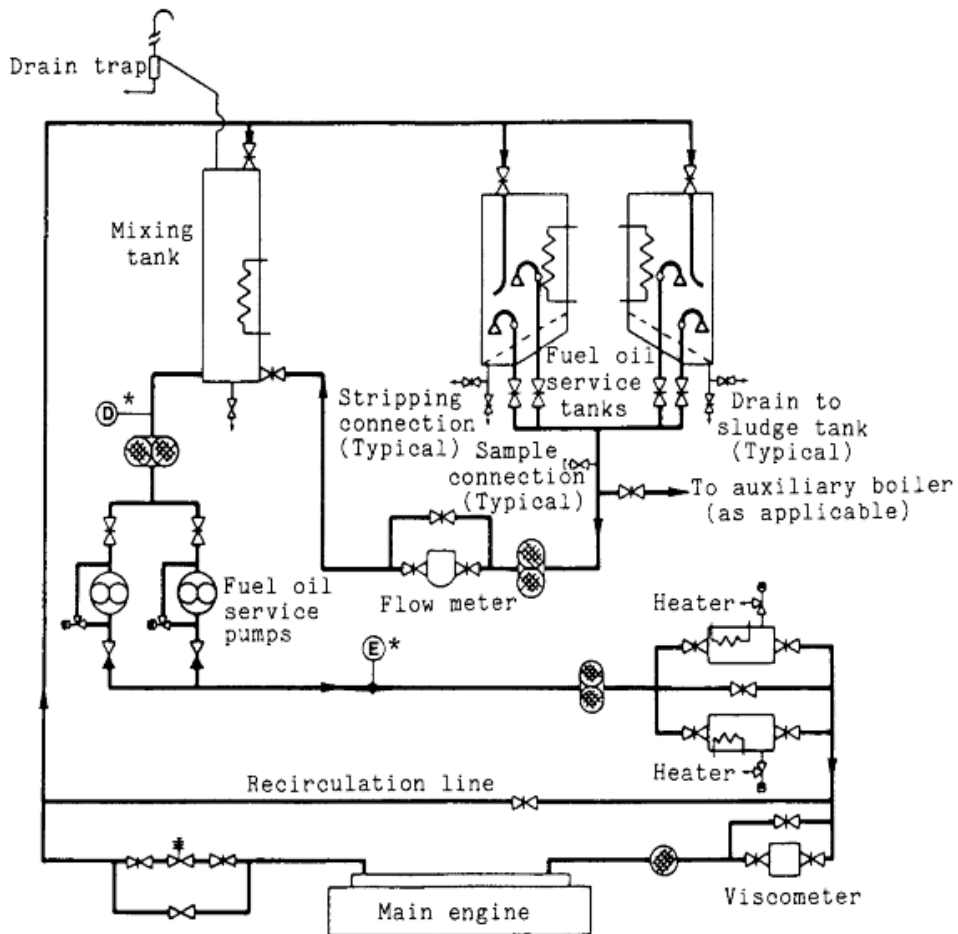 Drain trap
Mixing
tank
Fuel oil
service
tanks
Stripping
connection
(Typical)
Drain to
sludge tank
(Typical)
Sample
connection
(Typical)
To auxiliary boiler
(as applicable)
D *
Flow meter
Fuel oil
service
pumps
Heater
E *
Heater
Recirculation line
Viscometer
Main engine